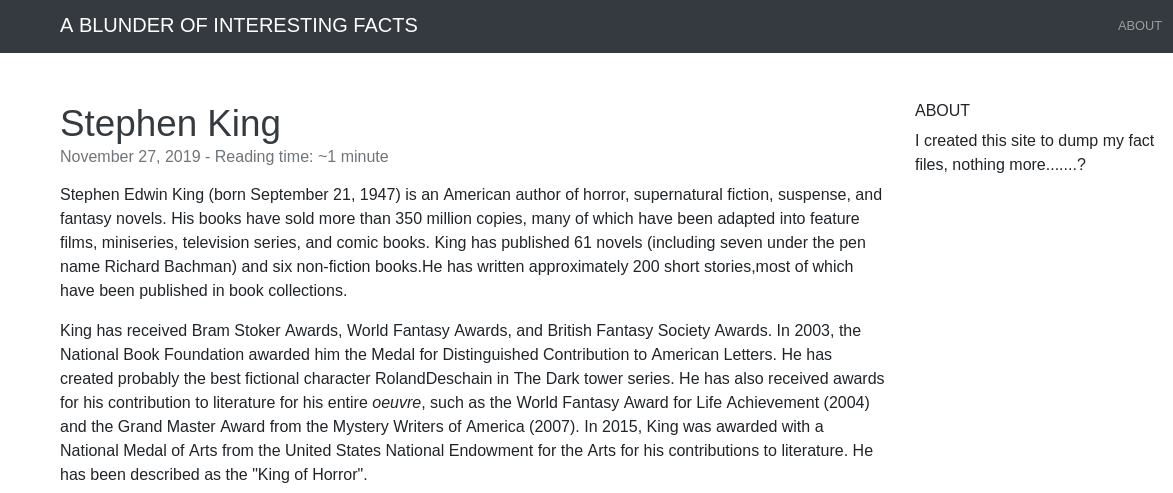 A BLUNDER OF INTERESTING FACTS
ABOUT
Stephen King
November 27, 2019 - Reading time: ~1 minute
Stephen Edwin King (born September 21, 1947) is an American author of horror, supernatural fiction, suspense, and
fantasy novels. His books have sold more than 350 million copies, many of which have been adapted into feature
films, miniseries, television series, and comic books. King has published 61 novels (including seven under the pen
name Richard Bachman) and six non-fiction books.He has written approximately 200 short stories,most of which
have been published in book collections.
King has received Bram Stoker Awards, World Fantasy Awards, and British Fantasy Society Awards. In 2003, the
National Book Foundation awarded him the Medal for Distinguished Contribution to American Letters. He has
created probably the best fictional character RolandDeschain in The Dark tower series. He has also received awards
for his contribution to literature for his entire oeuvre, such as the World Fantasy Award for Life Achievement (2004)
and the Grand Master Award from the Mystery Writers of America (2007). In 2015, King was awarded with a
National Medal of Arts from the United States National Endowment for the Arts for his contributions to literature. He
has been described as the "King of Horror".
ABOUT
I created this site to dump my fact
files, nothing more.......?